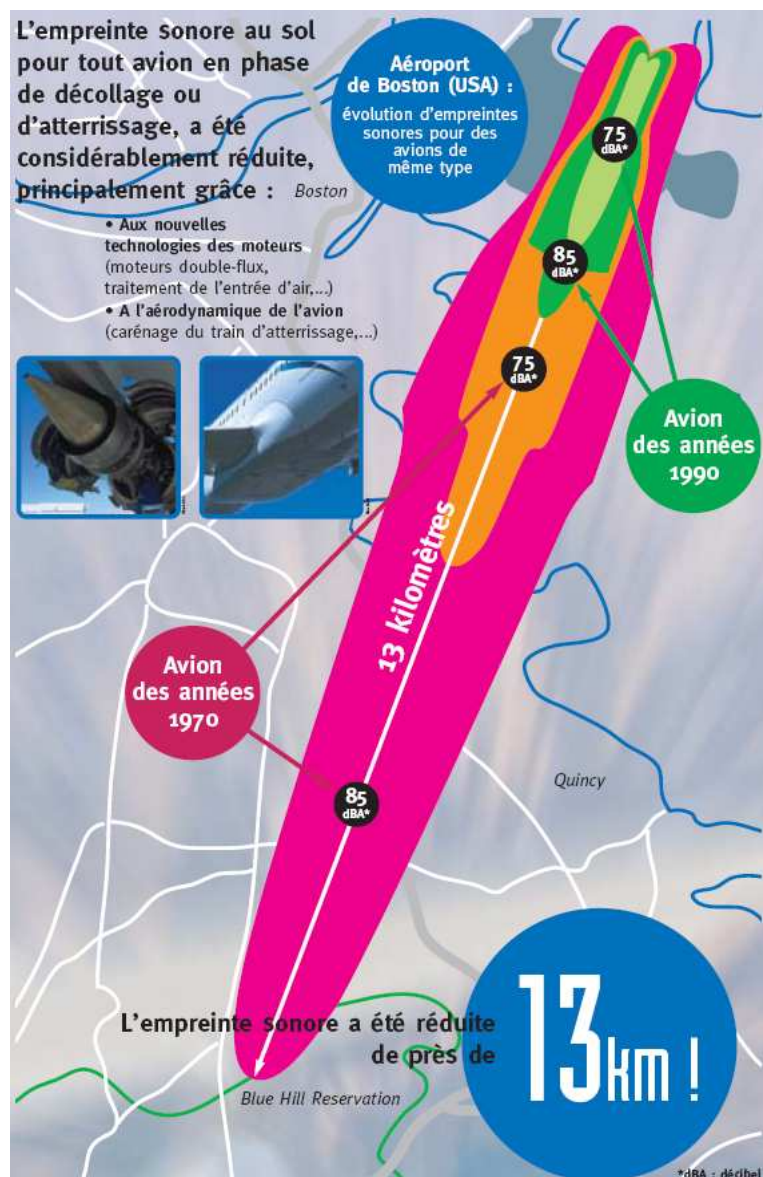 L'empreinte sonore au sol
pour tout avion en phase
de décollage ou
d'atterrissage, a été
considérablement réduite,
principalement grâce :
• Aux nouvelles
technologies des moteurs
(moteurs double-flux,
traitement de l'entrée d'air,...)
• A l'aérodynamique de l'avion
(carénage du train d'atterrissage,...)
Aéroport
de Boston (USA) :
évolution d'empreintes
sonores pour des
avions de
même type
Boston
75
dBA*
85
dBA*
75
dBA*
Avion
des années
1990
13 kilomètres
Avion
des années
1970
85
dBA*
Quincy
L'empreinte sonore a été réduite
de près de
13km !
Blue Hill Reservation
*dBA : décibel